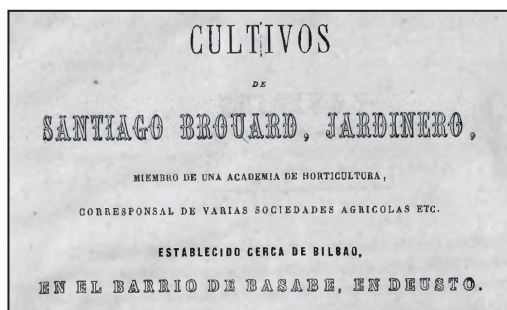 CULTIVOS
DE
SANTIAGO BROUARD, JARDINERO,
MIEMBRO DE UNA ACADEMIA DE HORTICULTURA,
CORRESPONSAL DE VARIAS SOCIEDADES AGRICOLAS ETC.
ESTABLECIDO CERCA DE BILBAO,
EN EL BARRIO DE BASABE, EN DEUSTO.